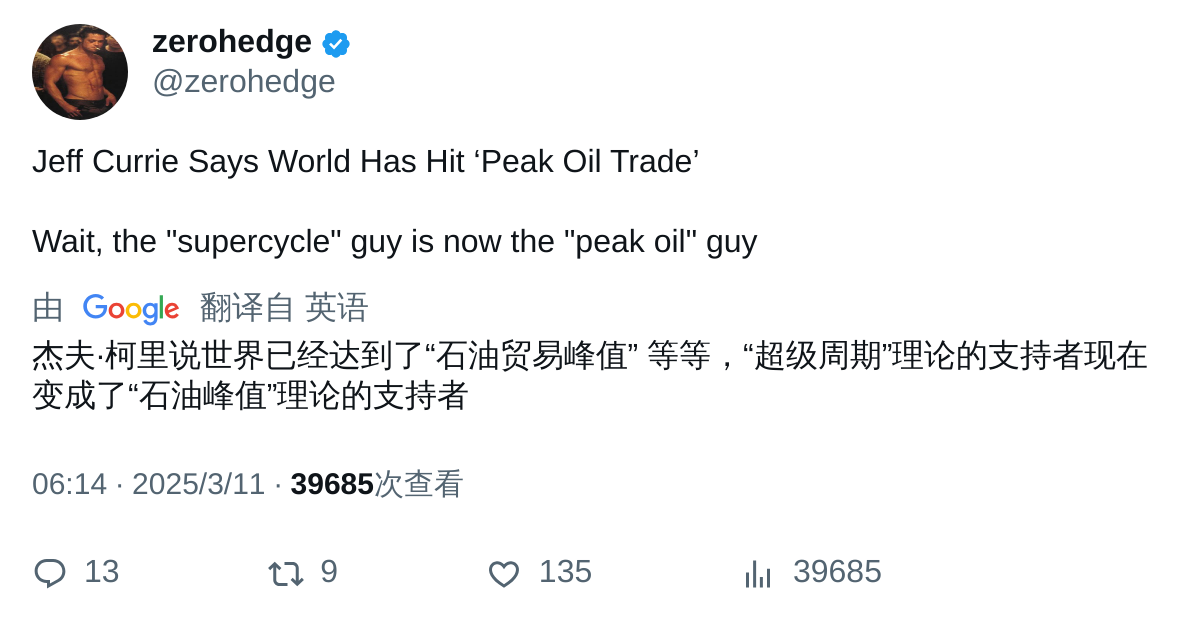 zerohedge
@zerohedge
Jeff Currie Says World Has Hit ‘Peak Oil Trade’
Wait, the "supercycle" guy is now the "peak oil" guy
由 Google 翻译自 英语
杰夫·柯里说世界已经达到了“石油贸易峰值” 等等，“超级周期”理论的支持者现在
变成了“石油峰值”理论的支持者
06:14 · 2025/3/11 · 39685次查看
13 9 135 39685